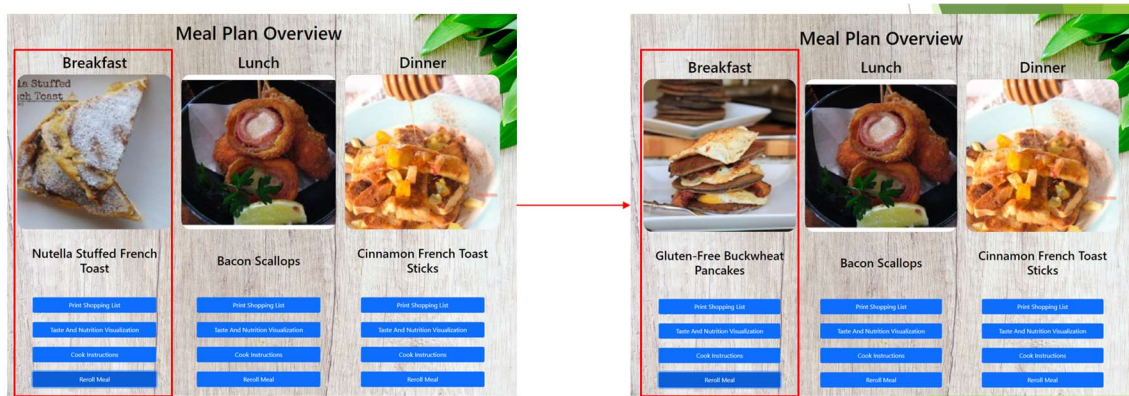 Meal Plan Overview
Breakfast
Lunch
Dinner
Stuffed
Toast
Nutella Stuffed French
Toast
Bacon Scallops
Cinnamon French Toast
Sticks
Print Shopping List
Print Shopping List
Print Shopping List
Taste And Nutrition Visualization
Taste And Nutrition Visualization
Taste And Nutrition Visualization
Cook Instructions
Cook Instructions
Cook Instructions
Reroll Meal
Reroll Meal
Reroll Meal
Meal Plan Overview
Breakfast
Lunch
Dinner
Gluten-Free Buckwheat
Pancakes
Bacon Scallops
Cinnamon French Toast
Sticks
Print Shopping List
Print Shopping List
Print Shopping List
Taste And Nutrition Visualization
Taste And Nutrition Visualization
Taste And Nutrition Visualization
Cook Instructions
Cook Instructions
Cook Instructions
Reroll Meal
Reroll Meal
Reroll Meal